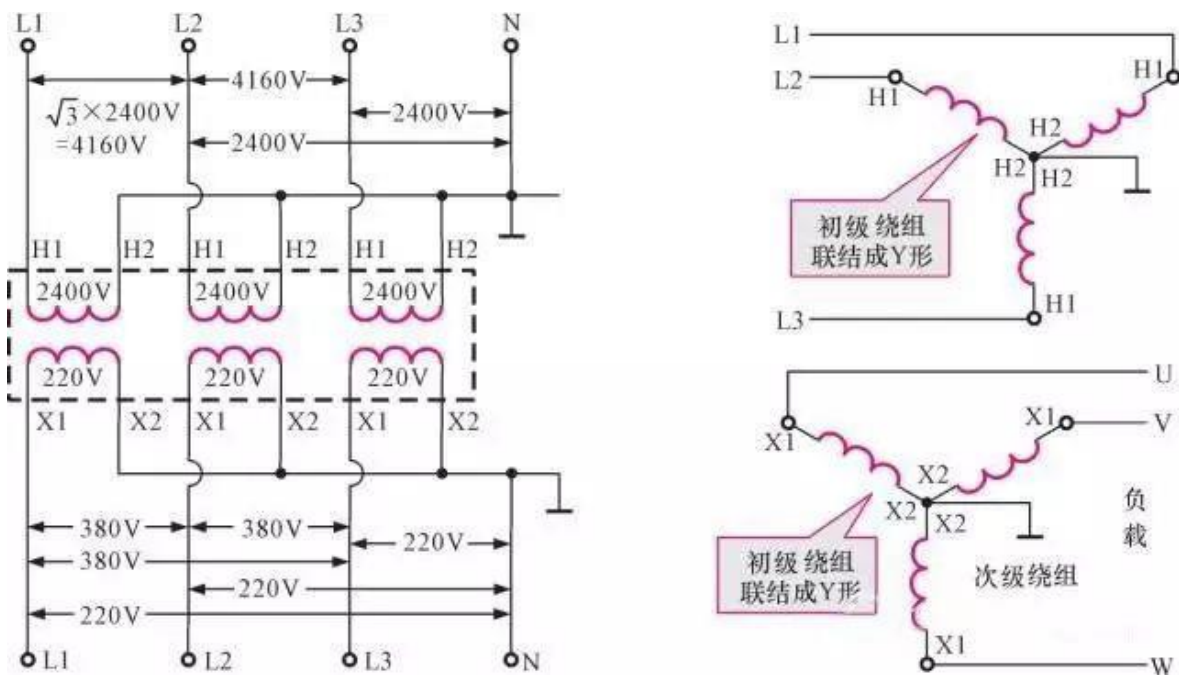 L1 L2 L3 N
4160V
√3×2400V
=4160V
2400V
2400V
H1 H2 H1 H2 H1 H2
2400V 2400V 2400V
220V 220V 220V
X1 X2 X1 X2 X1 X2
380V 380V
220V
380V
220V
220V
L1 L2 L3 N
L1
L2
H1
H1
H2
H2
H2
初级绕组
联结成Y形
H1
L3
U
X1
X1
V
X2
X2
X2
负
载
初级绕组
联结成Y形
次级绕组
X1
W